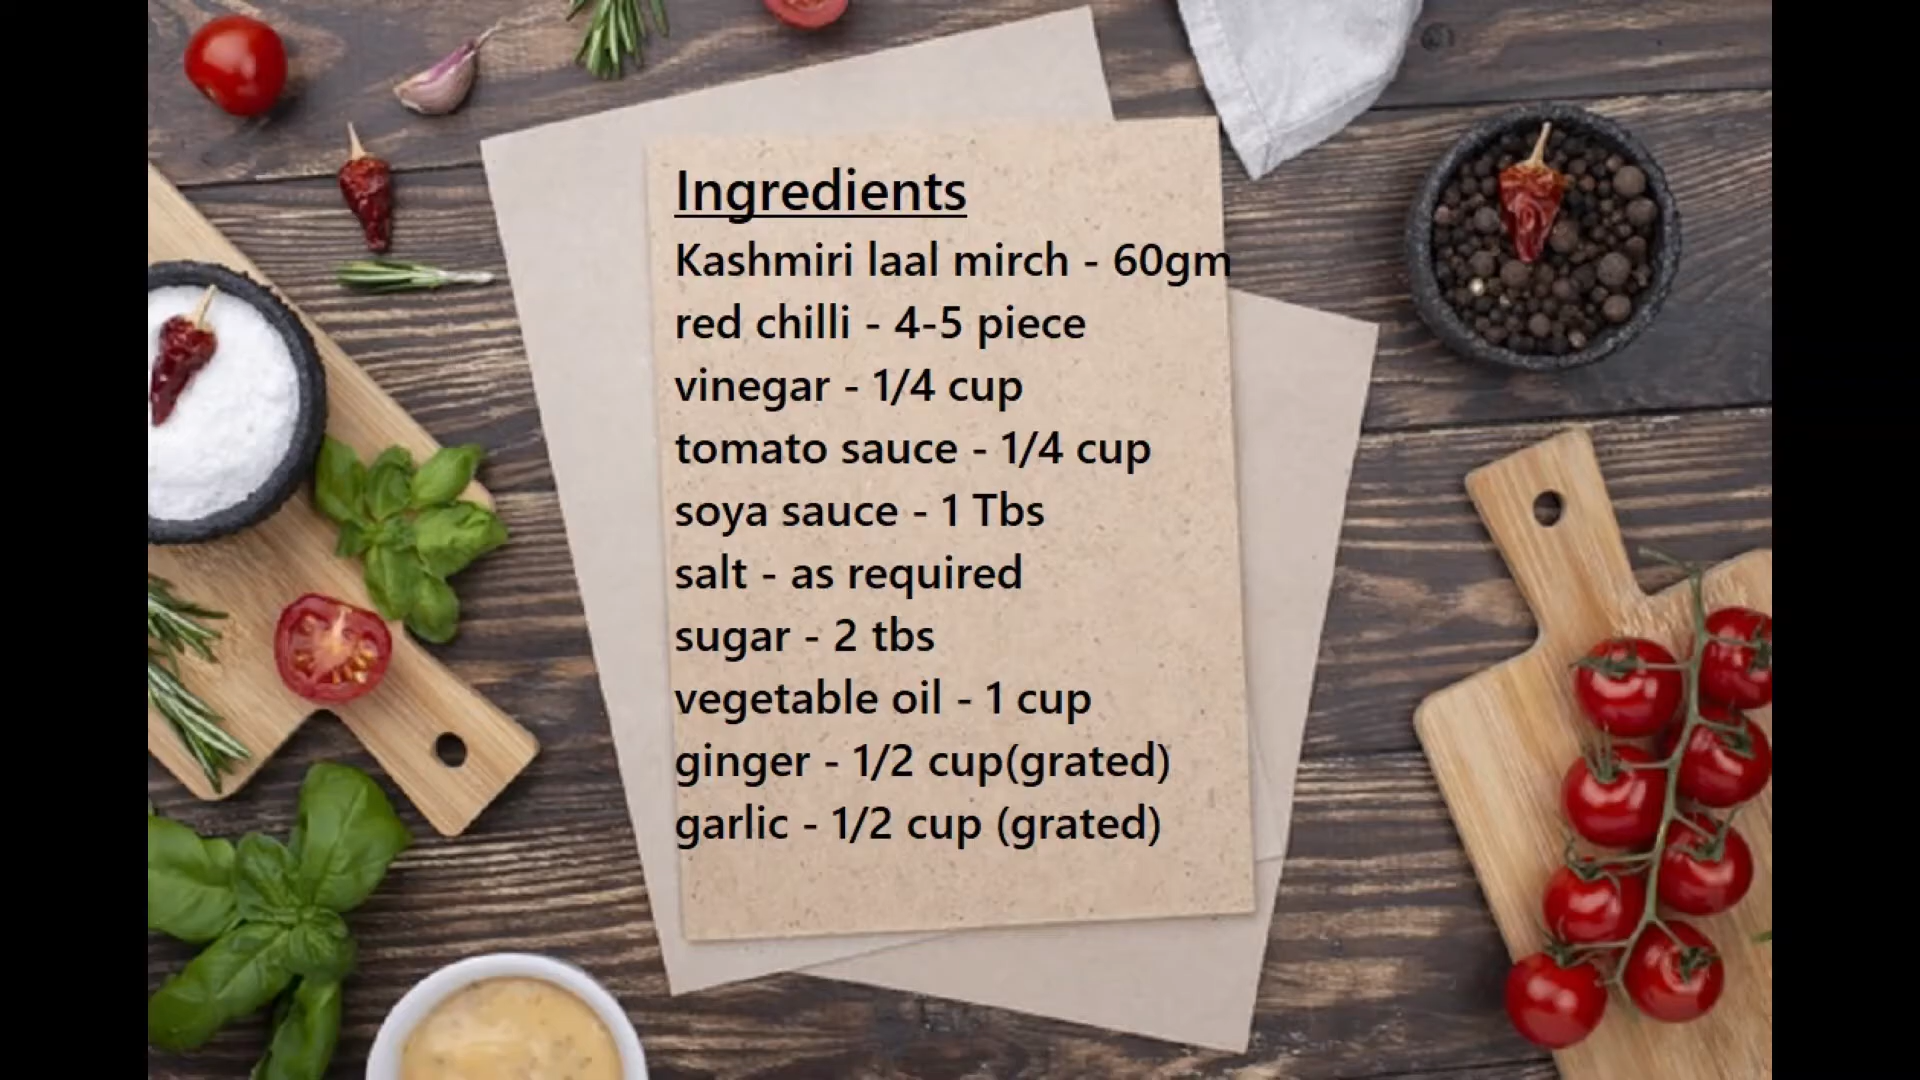 Ingredients
Kashmiri laal mirch - 60gm
red chilli - 4-5 piece
vinegar - 1/4 cup
tomato sauce - 1/4 cup
soya sauce - 1 Tbs
salt - as required
sugar - 2 tbs
vegetable oil - 1 cup
ginger - 1/2 cup(grated)
garlic - 1/2 cup (grated)